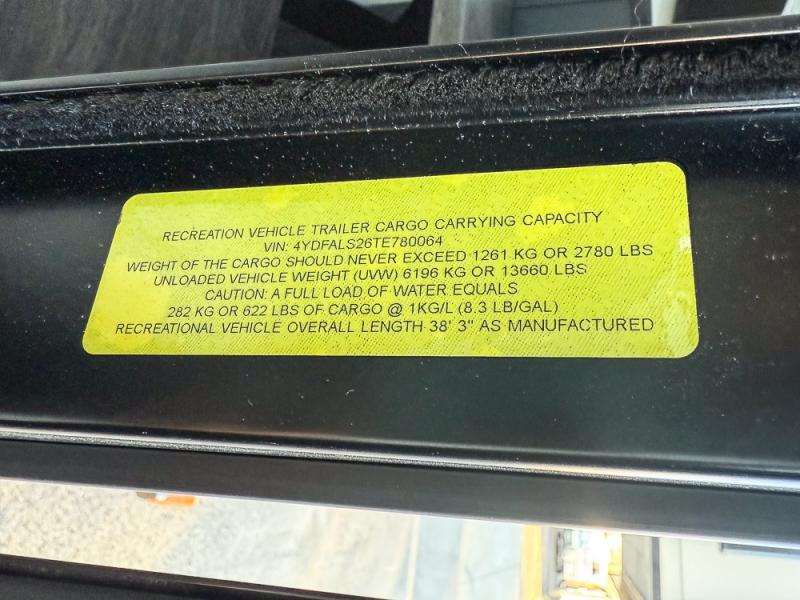 RECREATION VEHICLE TRAILER CARGO CARRYING CAPACITY
VIN: 4YDFALS26TE780064
WEIGHT OF THE CARGO SHOULD NEVER EXCEED 1261 KG OR 2780 LBS
UNLOADED VEHICLE WEIGHT (UVW) 6196 KG OR 13660 LBS
CAUTION: A FULL LOAD OF WATER EQUALS
282 KG OR 622 LBS OF CARGO @ 1KG/L (8.3 LB/GAL)
RECREATIONAL VEHICLE OVERALL LENGTH 38' 3" AS MANUFACTURED